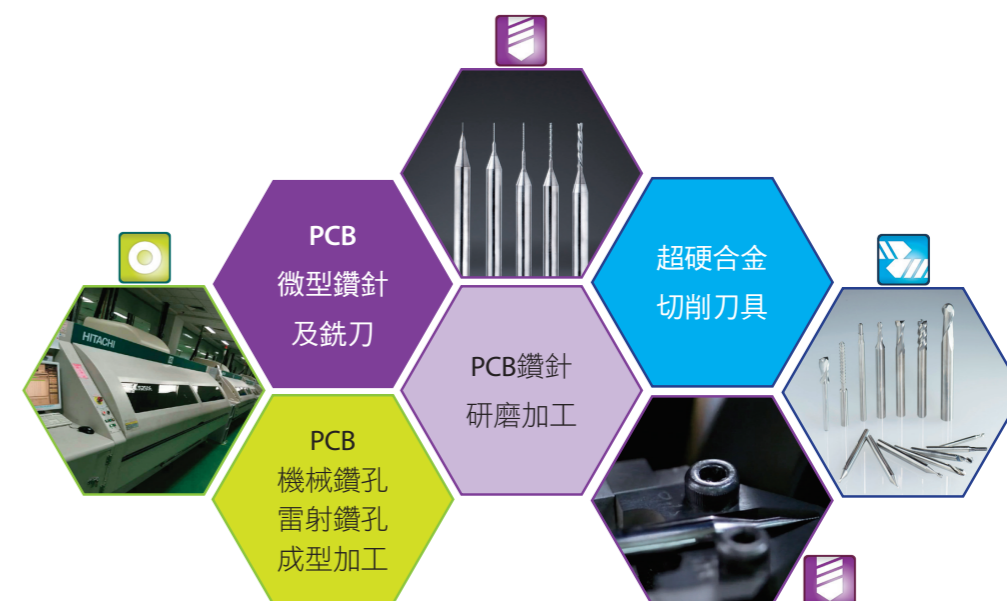 PCB
微型鑽針
及銑刀
超硬合金
切削刀具
HITACHI
PCB鑽針
研磨加工
PCB
機械鑽孔
雷射鑽孔
成型加工